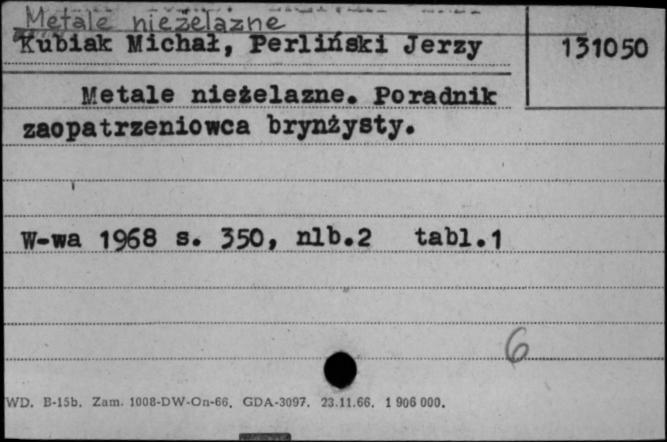 Metale nieżelazne
Kubiak Michał, Perliński Jerzy
131050
Metale nieżelazne. Poradnik
zaopatrzeniowca brynżysty.
W-wa 1968 s. 350, nlb.2 tabl.1
6
WD. B-15b. Zam. 1008-DW-On-66. GDA-3097. 23.11.66. 1 906 000.